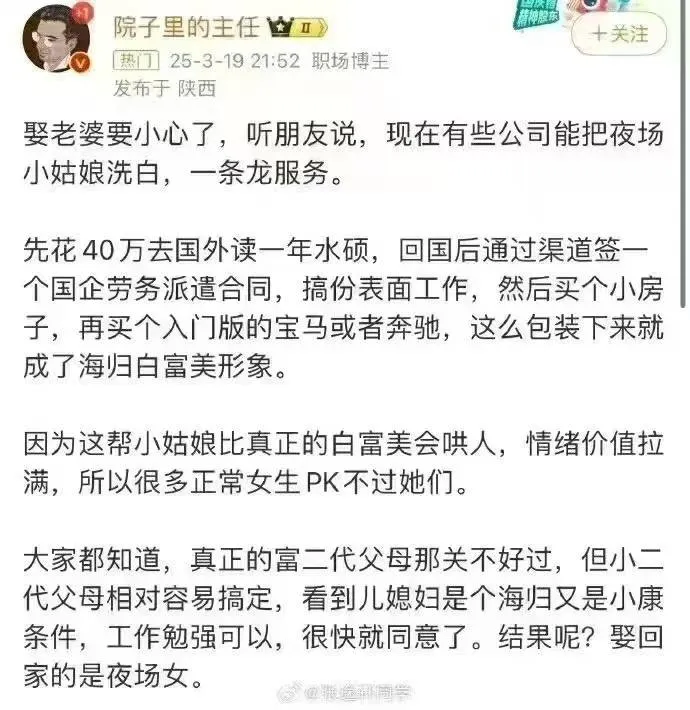 +1
院子里的主任 II
热门 25-3-19 21:52 职场博主
发布于 陕西
精神股东
+关注
娶老婆要小心了，听朋友说，现在有些公司能把夜场
小姑娘洗白，一条龙服务。
先花40万去国外读一年水硕，回国后通过渠道签一
个国企劳务派遣合同，搞份表面工作，然后买个小房
子，再买个入门版的宝马或者奔驰，这么包装下来就
成了海归白富美形象。
因为这帮小姑娘比真正的白富美会哄人，情绪价值拉
满，所以很多正常女生PK不过她们。
大家都知道，真正的富二代父母那关不好过，但小二
代父母相对容易搞定，看到儿媳妇是个海归又是小康
条件，工作勉强可以，很快就同意了。结果呢？娶回
家的是夜场女。